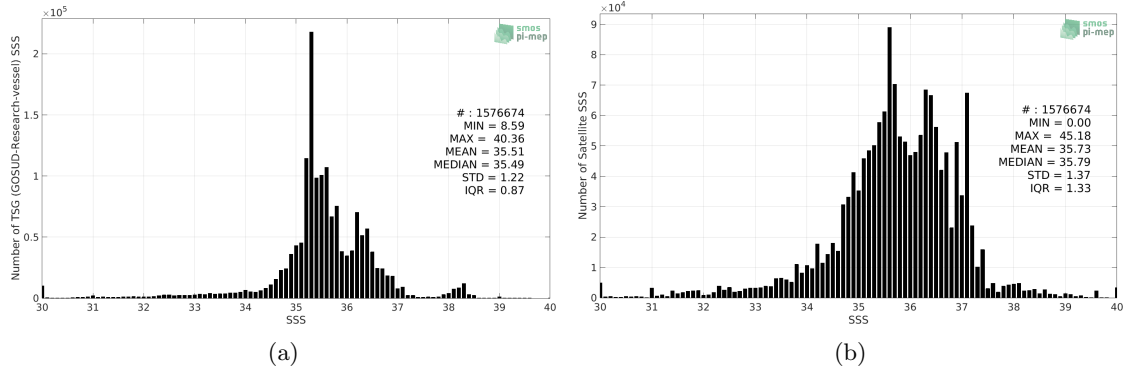 ×10⁵
smos
pi-mep
Number of TSG (GOSUD-Research-vessel) SSS
2
1.5
1
0.5
0
# : 1576674
MIN = 8.59
MAX = 40.36
MEAN = 35.51
MEDIAN = 35.49
STD = 1.22
IQR = 0.87
30 31 32 33 34 35 36 37 38 39 40
SSS
(a)
×10⁴
smos
pi-mep
Number of Satellite SSS
9
8
7
6
5
4
3
2
1
0
# : 1576674
MIN = 0.00
MAX = 45.18
MEAN = 35.73
MEDIAN = 35.79
STD = 1.37
IQR = 1.33
30 31 32 33 34 35 36 37 38 39 40
SSS
(b)